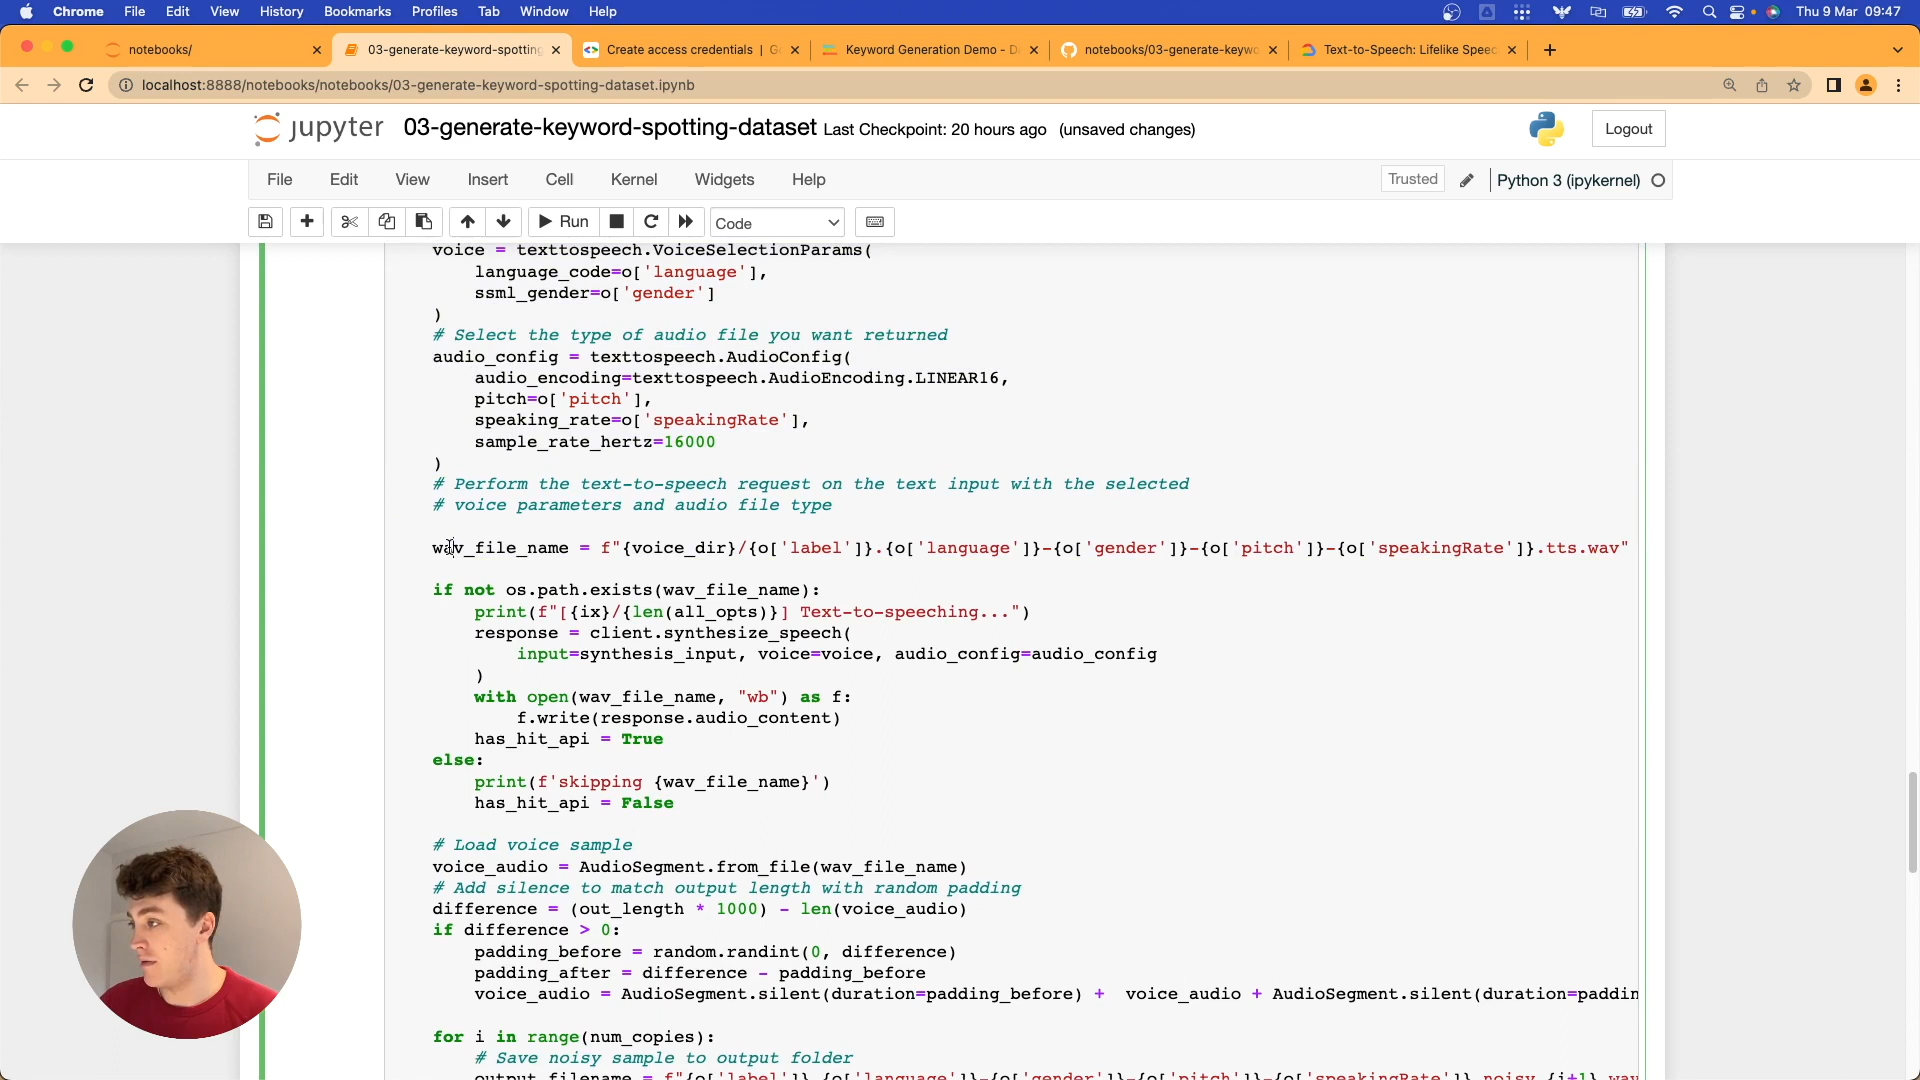 Chrome File Edit View History Bookmarks Profiles Tab Window Help Thu 9 Mar 09:47
notebooks/ 03-generate-keyword-spotting Create access credentials | Keyword Generation Demo - notebooks/03-generate-keywo Text-to-Speech: Lifelike Speec
localhost:8888/notebooks/notebooks/03-generate-keyword-spotting-dataset.ipynb
jupyter 03-generate-keyword-spotting-dataset Last Checkpoint: 20 hours ago (unsaved changes) Logout
File Edit View Insert Cell Kernel Widgets Help Trusted Python 3 (ipykernel)
Run Code
voice = texttospeech.VoiceSelectionParams(
language_code=o['language'],
ssml_gender=o['gender']
)
# Select the type of audio file you want returned
audio_config = texttospeech.AudioConfig(
audio_encoding=texttospeech.AudioEncoding.LINEAR16,
pitch=o['pitch'],
speaking_rate=o['speakingRate'],
sample_rate_hertz=16000
)
# Perform the text-to-speech request on the text input with the selected
# voice parameters and audio file type
wav_file_name = f"{voice_dir}/{o['label']}.{o['language']}-{o['gender']}-{o['pitch']}-{o['speakingRate']}.tts.wav"
if not os.path.exists(wav_file_name):
print(f"[{ix}/{len(all_opts)}] Text-to-speeching...")
response = client.synthesize_speech(
input=synthesis_input, voice=voice, audio_config=audio_config
)
with open(wav_file_name, "wb") as f:
f.write(response.audio_content)
has_hit_api = True
else:
print(f'skipping {wav_file_name}')
has_hit_api = False
# Load voice sample
voice_audio = AudioSegment.from_file(wav_file_name)
# Add silence to match output length with random padding
difference = (out_length * 1000) - len(voice_audio)
if difference > 0:
padding_before = random.randint(0, difference)
padding_after = difference - padding_before
voice_audio = AudioSegment.silent(duration=padding_before) + voice_audio + AudioSegment.silent(duration=paddin
for i in range(num_copies):
# Save noisy sample to output folder
output_filename = f"{o['label']}.{o['language']}-{o['gender']}-{o['pitch']}-{o['speakingRate']}_noisy_{i+1}.wav